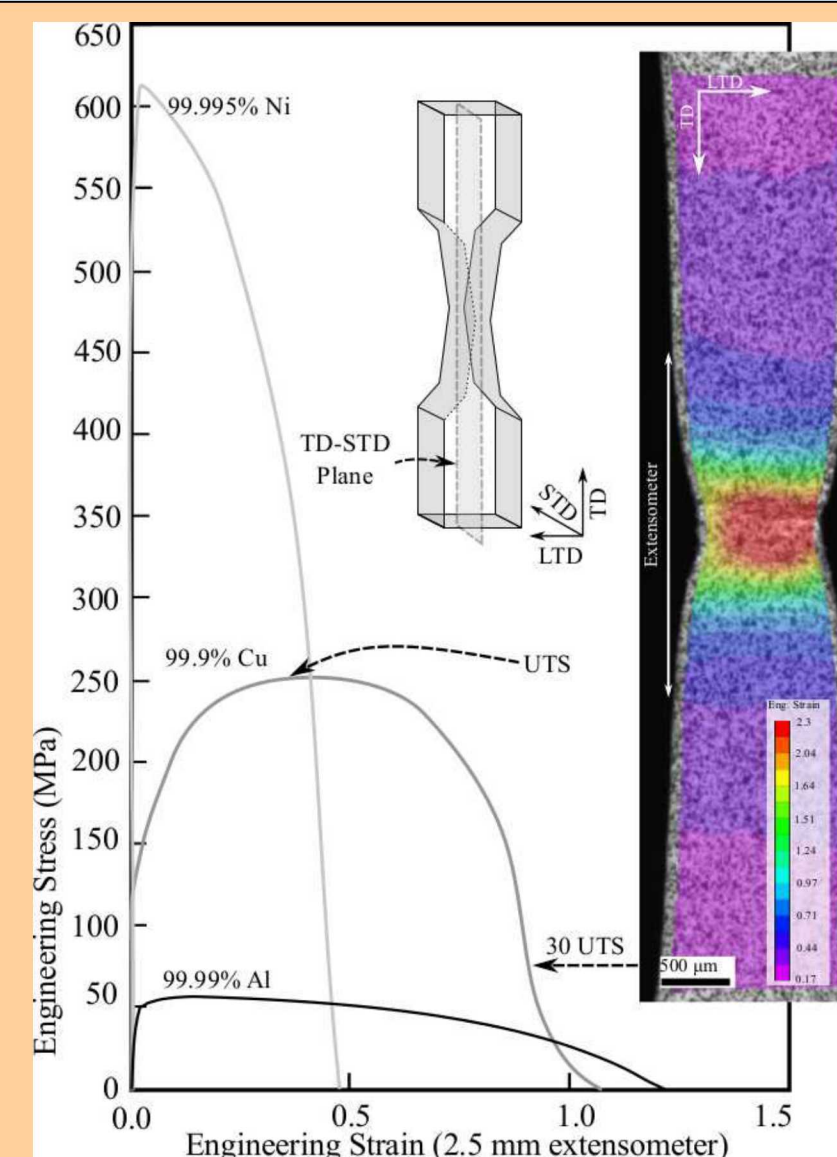 650
600
550
500
450
400
350
300
250
200
150
100
50
0
Engineering Stress (MPa)
99.995% Ni
TD-STD
Plane
STD
TD
LTD
99.9% Cu
UTS
30 UTS
99.99% Al
0.0
0.5
1.0
1.5
Engineering Strain (2.5 mm extensometer)
LTD
TD
Extensometer
Eng. Strain
2.3
2.04
1.64
1.51
1.24
0.97
0.71
0.44
0.17
500 μm